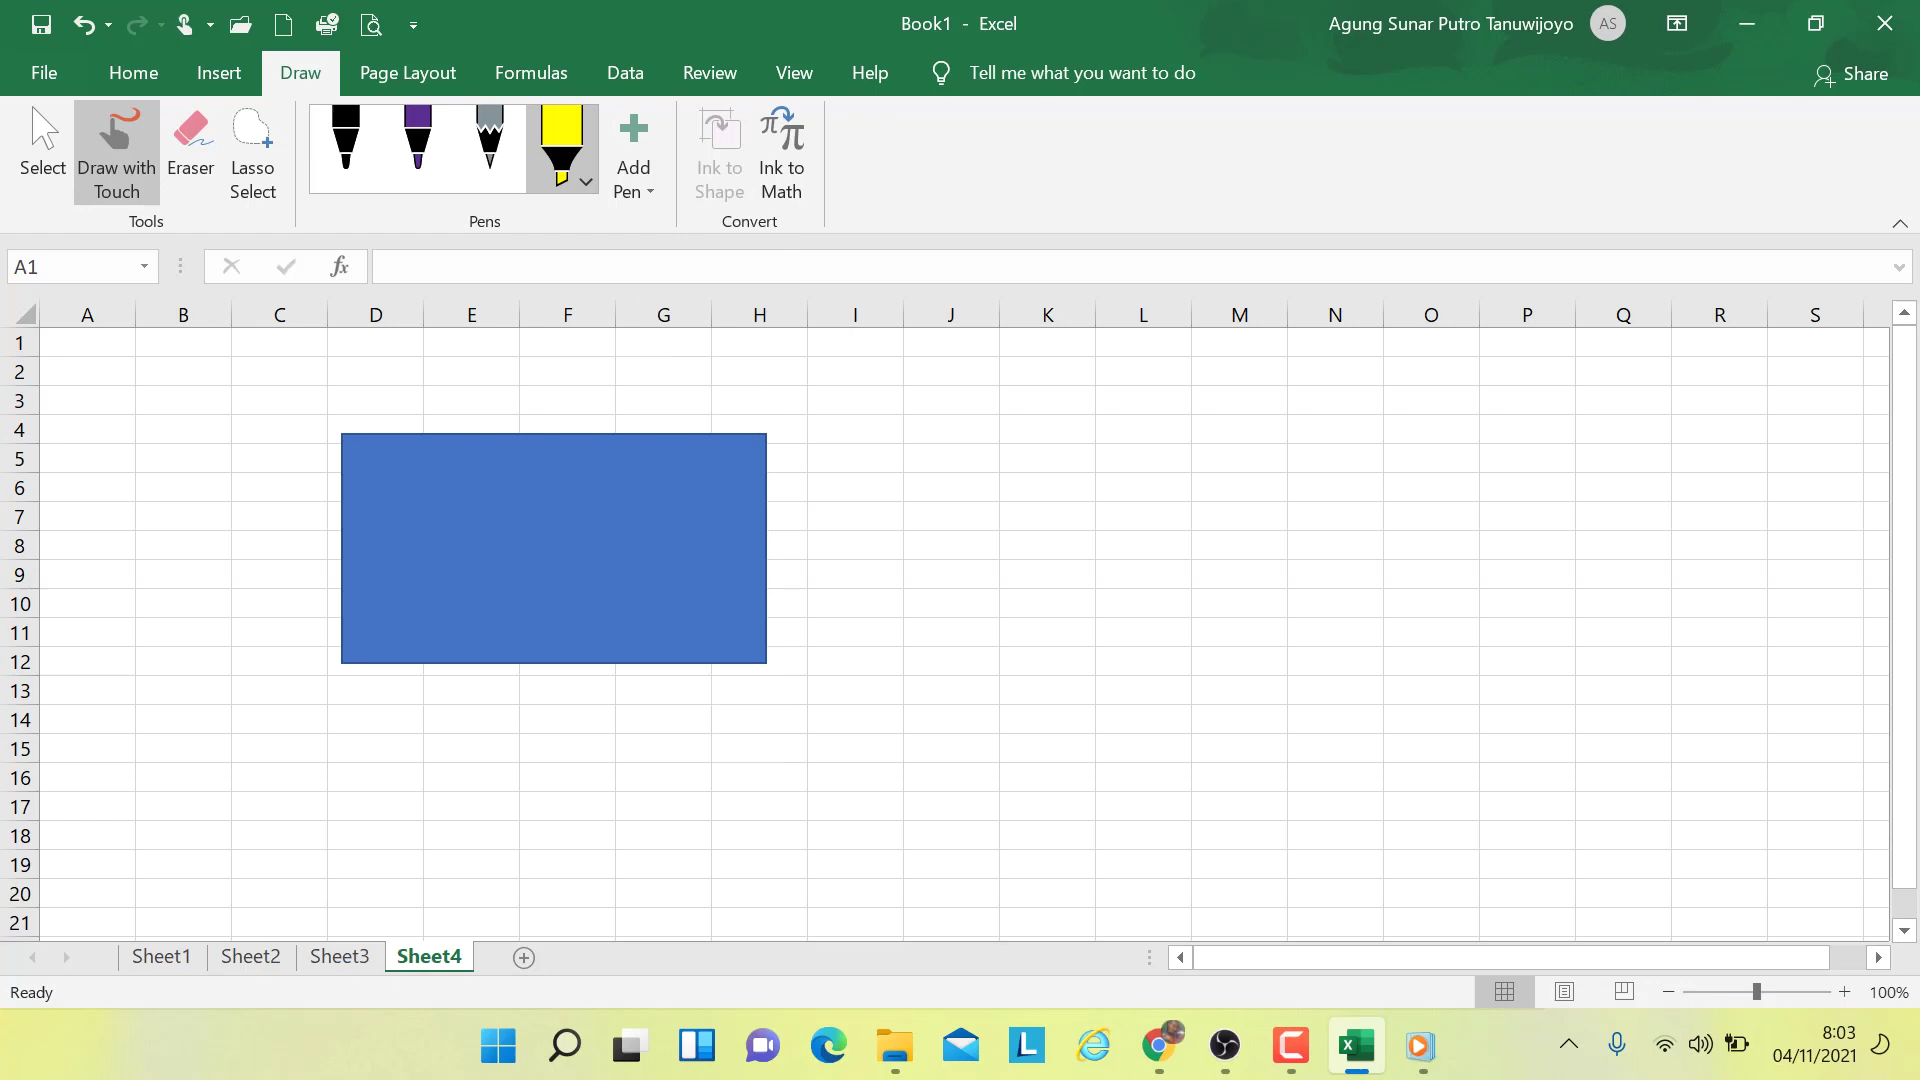 Book1 - Excel
Agung Sunar Putro Tanuwijoyo
AS
File
Home
Insert
Draw
Page Layout
Formulas
Data
Review
View
Help
Tell me what you want to do
Share
Select
Draw with
Touch
Eraser
Lasso
Select
Add
Pen
Ink to
Shape
Ink to
Math
Tools
Pens
Convert
A1
fx
A B C D E F G H I J K L M N O P Q R S
1
2
3
4
5
6
7
8
9
10
11
12
13
14
15
16
17
18
19
20
21
Sheet1
Sheet2
Sheet3
Sheet4
Ready
100%
8:03
04/11/2021